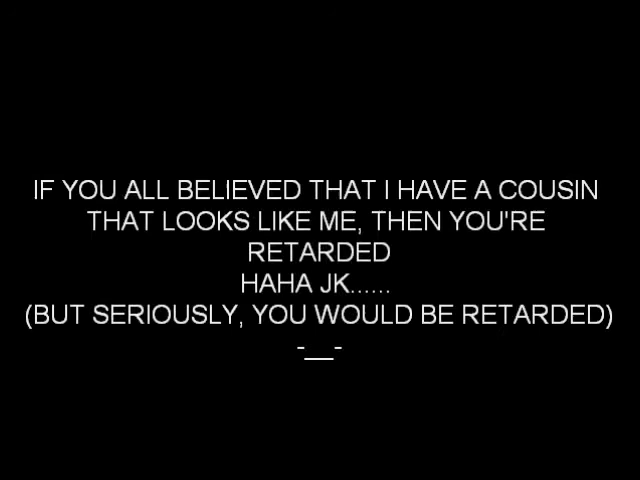 IF YOU ALL BELIEVED THAT I HAVE A COUSIN
THAT LOOKS LIKE ME, THEN YOU'RE
RETARDED
HAHA JK......
(BUT SERIOUSLY, YOU WOULD BE RETARDED)
-__-